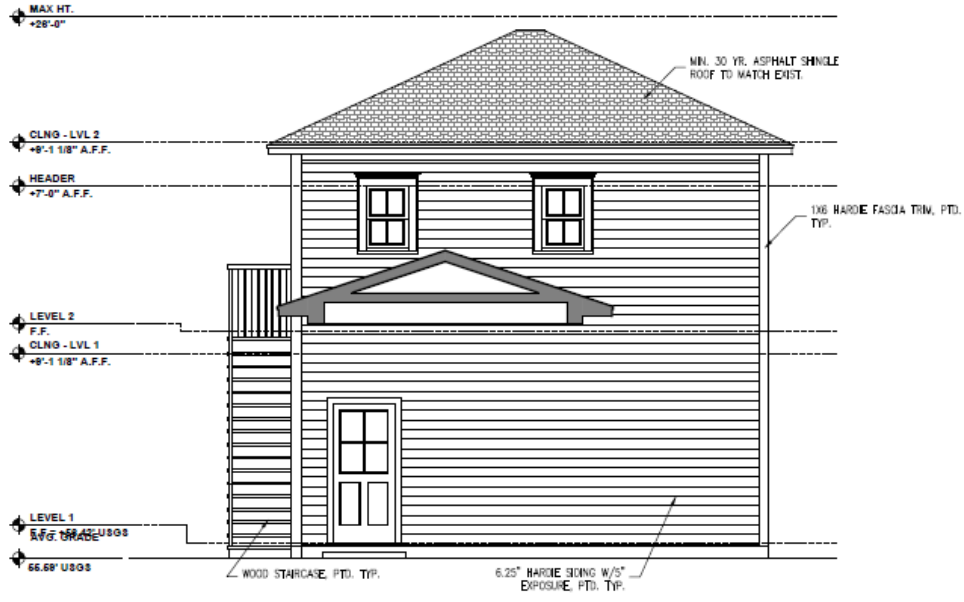 MAX HT.
+26'-0"
MIN. 30 YR. ASPHALT SHINGLE
ROOF TO MATCH EXIST.
CLNG - LVL 2
+9'-1 1/8" A.F.F.
HEADER
+7'-0" A.F.F.
1X6 HARDIE FASCIA TRIM, PTD.
TYP.
LEVEL 2
F.F.
CLNG - LVL 1
+9'-1 1/8" A.F.F.
LEVEL 1
F.F. = USGS
AVG. GRADE
55.59' USGS
WOOD STAIRCASE, PTD. TYP.
6.25" HARDIE SIDING W/5"
EXPOSURE, PTD. TYP.